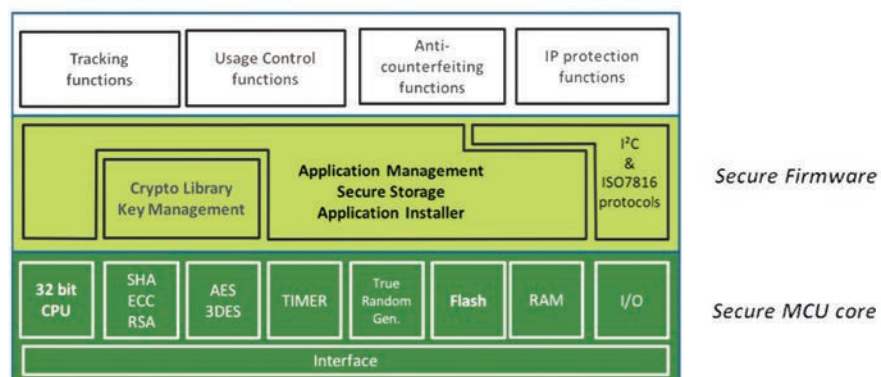 Tracking
functions
Usage Control
functions
Anti-
counterfeiting
functions
IP protection
functions
Crypto Library
Key Management
Application Management
Secure Storage
Application Installer
I²C
&
ISO7816
protocols
Secure Firmware
32 bit
CPU
SHA
ECC
RSA
AES
3DES
TIMER
True
Random
Gen.
Flash
RAM
I/O
Secure MCU core
Interface